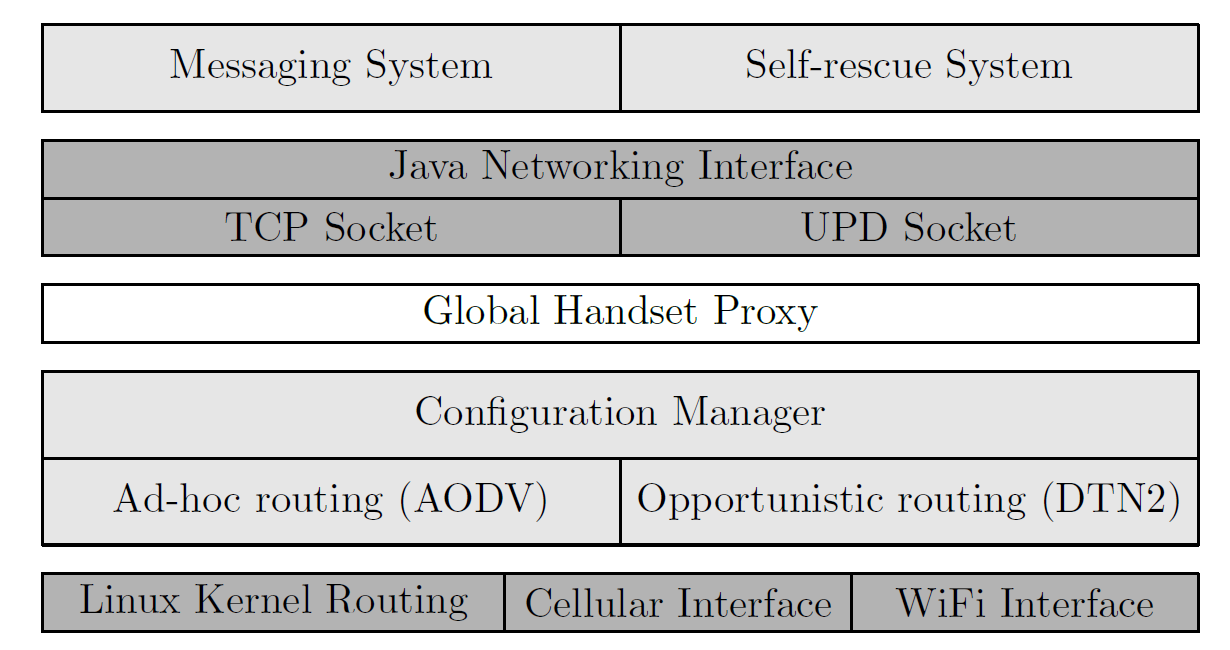 Messaging System
Self-rescue System
Java Networking Interface
TCP Socket
UPD Socket
Global Handset Proxy
Configuration Manager
Ad-hoc routing (AODV)
Opportunistic routing (DTN2)
Linux Kernel Routing
Cellular Interface
WiFi Interface